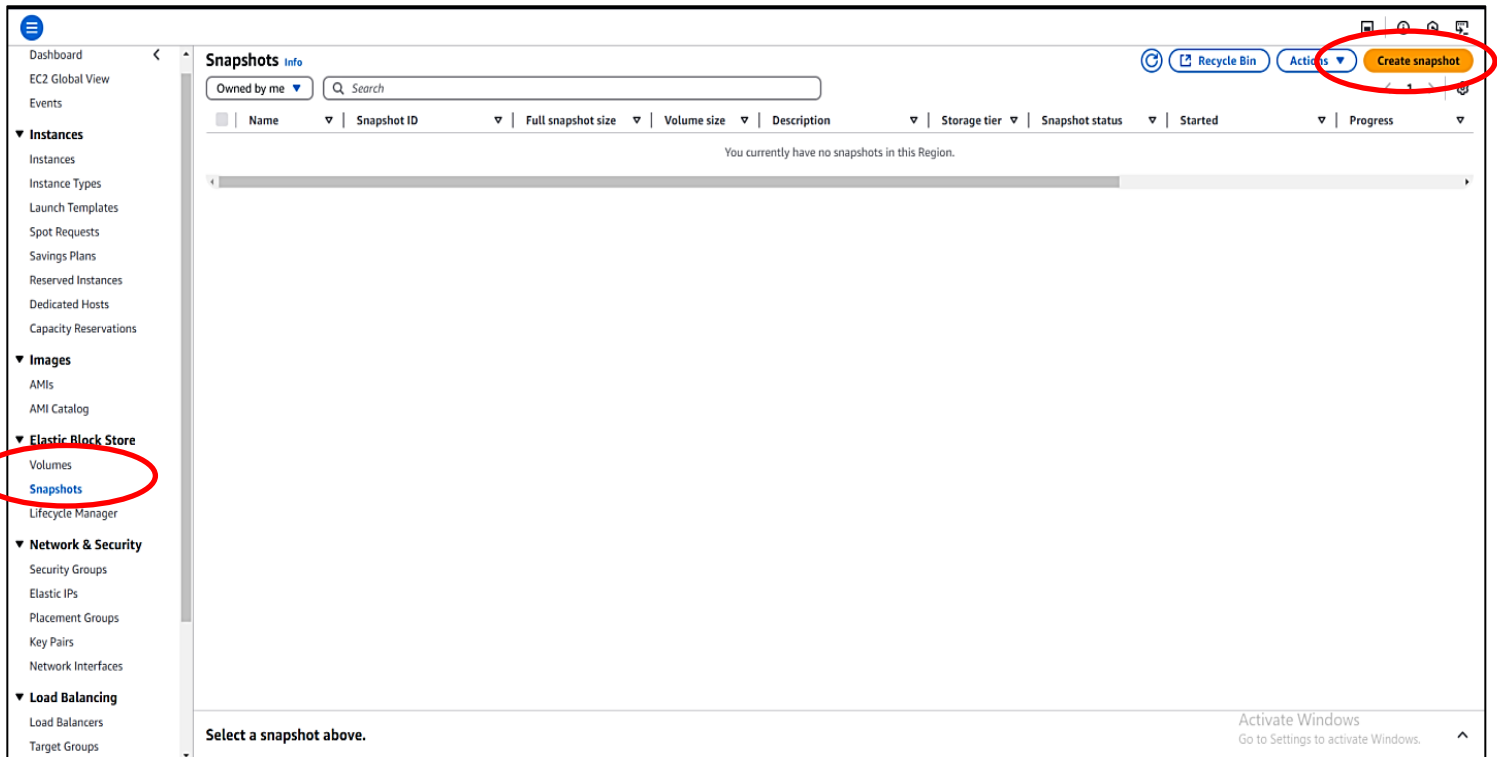 Dashboard
EC2 Global View
Events
Instances
Instances
Instance Types
Launch Templates
Spot Requests
Savings Plans
Reserved Instances
Dedicated Hosts
Capacity Reservations
Images
AMIs
AMI Catalog
Elastic Block Store
Volumes
Snapshots
Lifecycle Manager
Network & Security
Security Groups
Elastic IPs
Placement Groups
Key Pairs
Network Interfaces
Load Balancing
Load Balancers
Target Groups
Snapshots Info
Recycle Bin Actions Create snapshot
Owned by me Search
1
Name Snapshot ID Full snapshot size Volume size Description Storage tier Snapshot status Started Progress
You currently have no snapshots in this Region.
Select a snapshot above.
Activate Windows
Go to Settings to activate Windows.